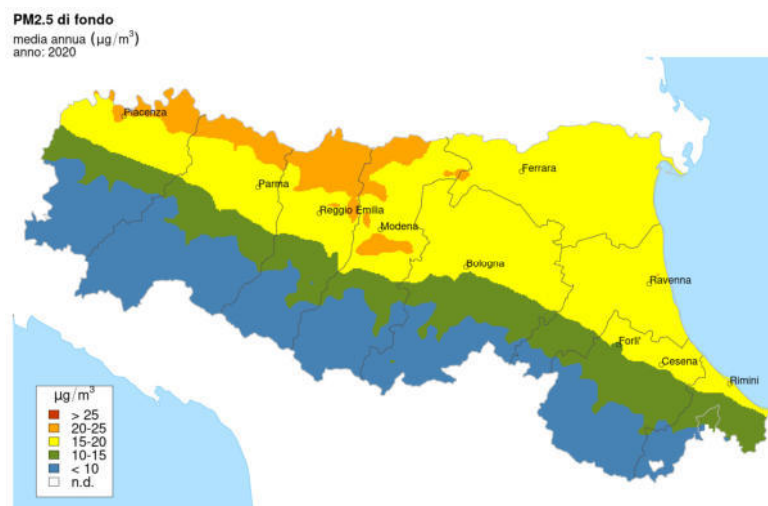 PM2.5 di fondo
media annua (µg/m³)
anno: 2020
Piacenza
Parma
Reggio Emilia
Modena
Ferrara
Bologna
Ravenna
Forli'
Cesena
Rimini
µg/m³
> 25
20-25
15-20
10-15
< 10
n.d.